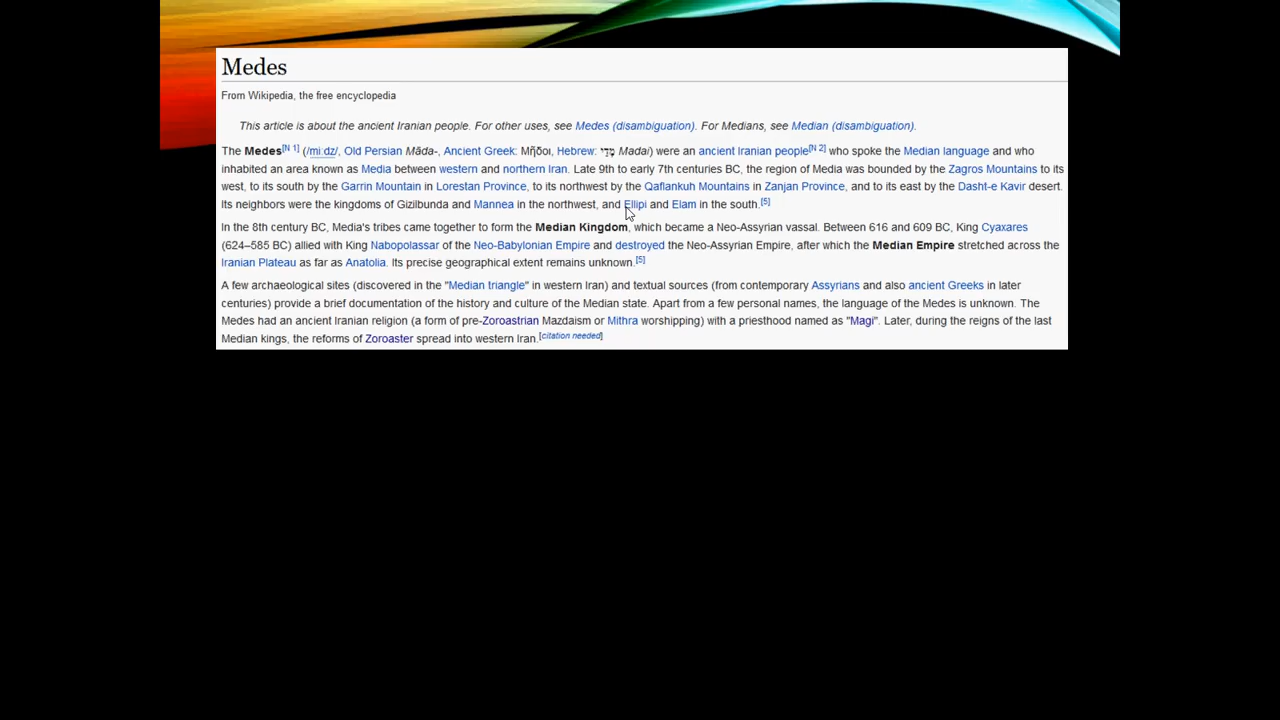 Medes
From Wikipedia, the free encyclopedia
This article is about the ancient Iranian people. For other uses, see Medes (disambiguation). For Medians, see Median (disambiguation).
The Medes[N 1] (/miːdz/, Old Persian Māda-, Ancient Greek: Μῆδοι, Hebrew: מָדַי Madai) were an ancient Iranian people[N 2] who spoke the Median language and who
inhabited an area known as Media between western and northern Iran. Late 9th to early 7th centuries BC, the region of Media was bounded by the Zagros Mountains to its
west, to its south by the Garrin Mountain in Lorestan Province, to its northwest by the Qaflankuh Mountains in Zanjan Province, and to its east by the Dasht-e Kavir desert.
Its neighbors were the kingdoms of Gizilbunda and Mannea in the northwest, and Ellipi and Elam in the south.[5]
In the 8th century BC, Media's tribes came together to form the Median Kingdom, which became a Neo-Assyrian vassal. Between 616 and 609 BC, King Cyaxares
(624–585 BC) allied with King Nabopolassar of the Neo-Babylonian Empire and destroyed the Neo-Assyrian Empire, after which the Median Empire stretched across the
Iranian Plateau as far as Anatolia. Its precise geographical extent remains unknown.[5]
A few archaeological sites (discovered in the "Median triangle" in western Iran) and textual sources (from contemporary Assyrians and also ancient Greeks in later
centuries) provide a brief documentation of the history and culture of the Median state. Apart from a few personal names, the language of the Medes is unknown. The
Medes had an ancient Iranian religion (a form of pre-Zoroastrian Mazdaism or Mithra worshipping) with a priesthood named as "Magi". Later, during the reigns of the last
Median kings, the reforms of Zoroaster spread into western Iran.[citation needed]